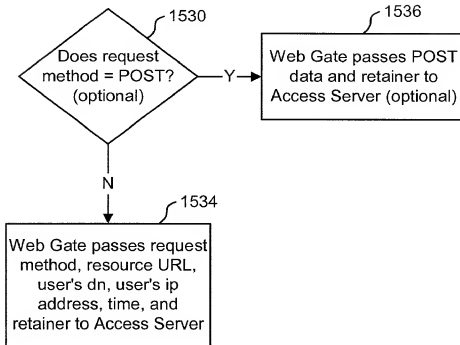 1530
Does request
method = POST?
(optional)
Y
1536
Web Gate passes POST
data and retainer to
Access Server (optional)
N
1534
Web Gate passes request
method, resource URL,
user's dn, user's ip
address, time, and
retainer to Access Server